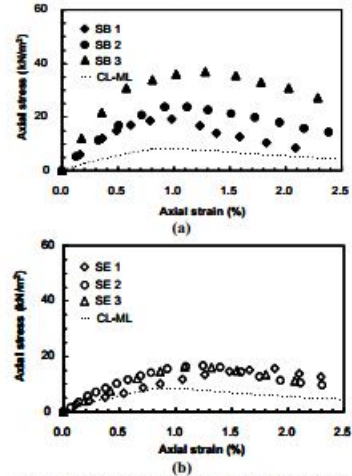 60
40
20
0
Axial stress (kN/m²)
SB 1
SB 2
SB 3
CL-ML
0.0 0.5 1.0 1.5 2.0 2.5
Axial strain (%)
(a)
60
40
20
0
Axial stress (kN/m²)
SE 1
SE 2
SE 3
CL-ML
0.0 0.5 1.0 1.5 2.0 2.5
Axial strain (%)
(b)